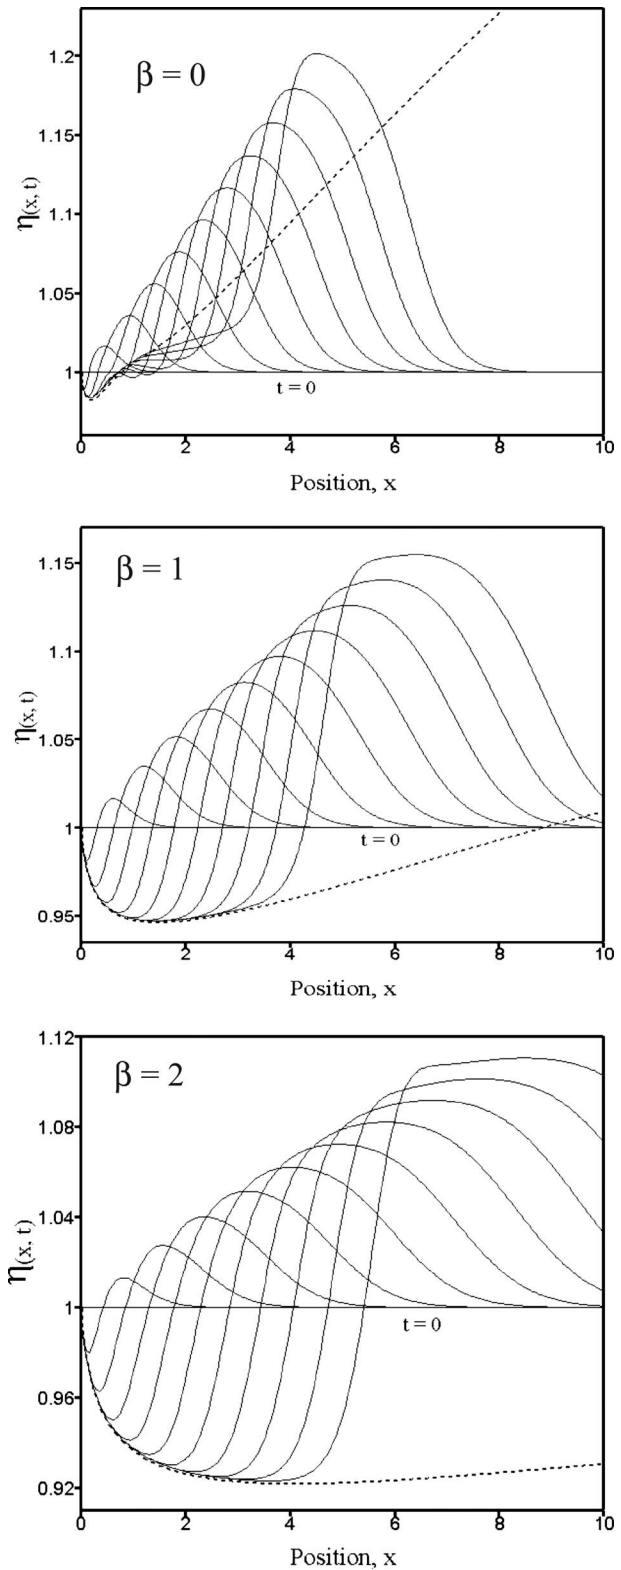 β = 0
1.2
1.15
1.1
1.05
1
η(x, t)
t = 0
0 2 4 6 8 10
Position, x
β = 1
1.15
1.1
1.05
1
0.95
η(x, t)
t = 0
0 2 4 6 8 10
Position, x
β = 2
1.12
1.08
1.04
1
0.96
0.92
η(x, t)
t = 0
0 2 4 6 8 10
Position, x